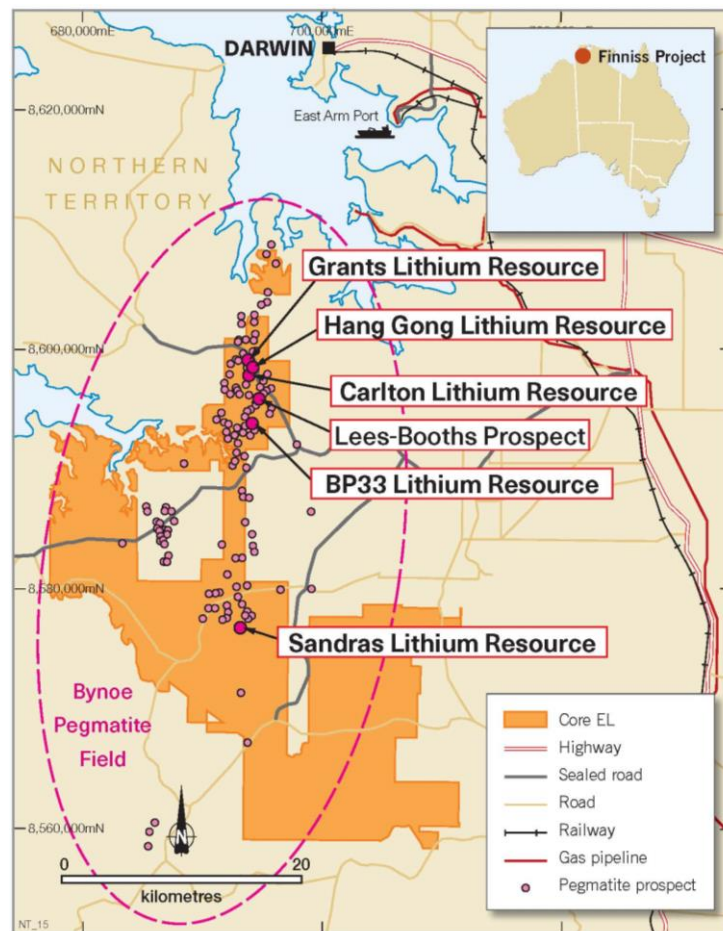 680,000mE
700,000mE
DARWIN
Finniss Project
8,620,000mN
East Arm Port
NORTHERN
TERRITORY
Grants Lithium Resource
Hang Gong Lithium Resource
8,600,000mN
Carlton Lithium Resource
Lees-Booths Prospect
BP33 Lithium Resource
8,580,000mN
Sandras Lithium Resource
Bynoe
Pegmatite
Field
Core EL
Highway
Sealed road
Road
Railway
Gas pipeline
Pegmatite prospect
8,560,000mN
N
0 20
kilometres
NT_15